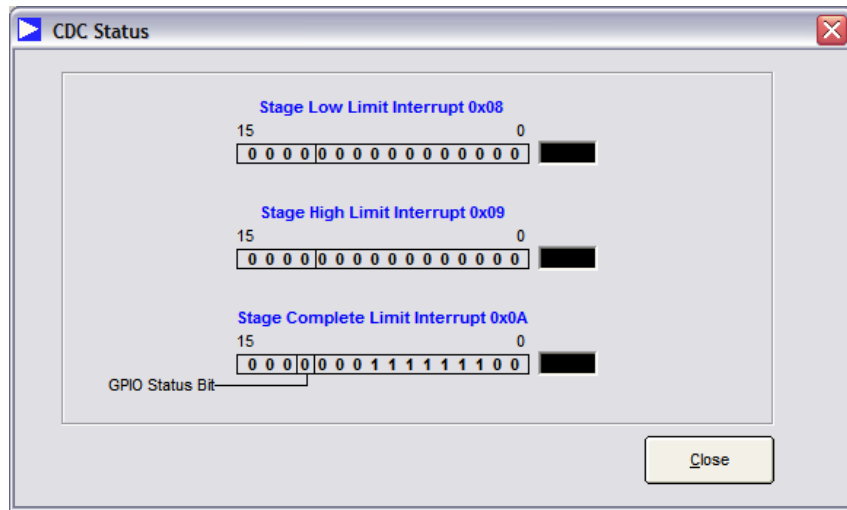 CDC Status
Stage Low Limit Interrupt 0x08
15 0
0 0 0 0 0 0 0 0 0 0 0 0 0 0 0 0
Stage High Limit Interrupt 0x09
15 0
0 0 0 0 0 0 0 0 0 0 0 0 0 0 0 0
Stage Complete Limit Interrupt 0x0A
15 0
0 0 0 0 0 0 0 1 1 1 1 1 1 1 0 0
GPIO Status Bit
Close